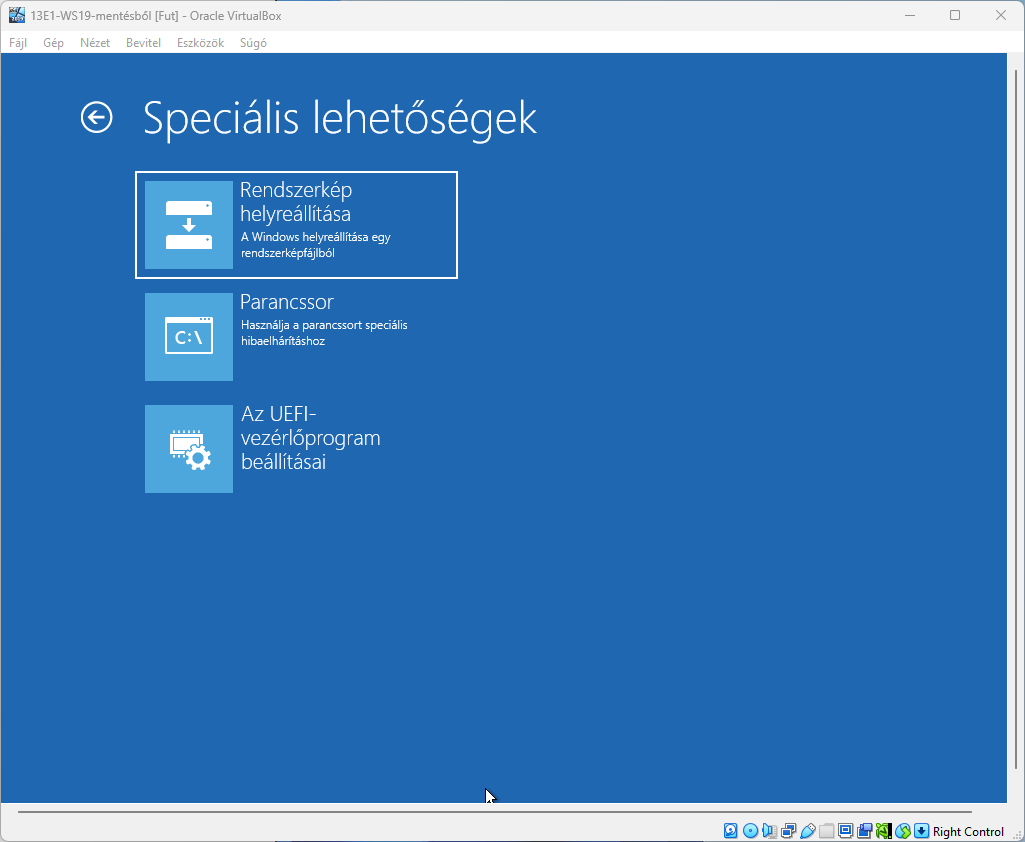 13E1-WS19-mentésből [Fut] - Oracle VirtualBox
Fájl Gép Nézet Bevitel Eszközök Súgó
Speciális lehetőségek
Rendszerkép
helyreállítása
A Windows helyreállítása egy
rendszerképfájlból
Parancssor
Használja a parancssort speciális
hibaelhárításhoz
C:\
Az UEFI-
vezérlőprogram
beállításai
Right Control